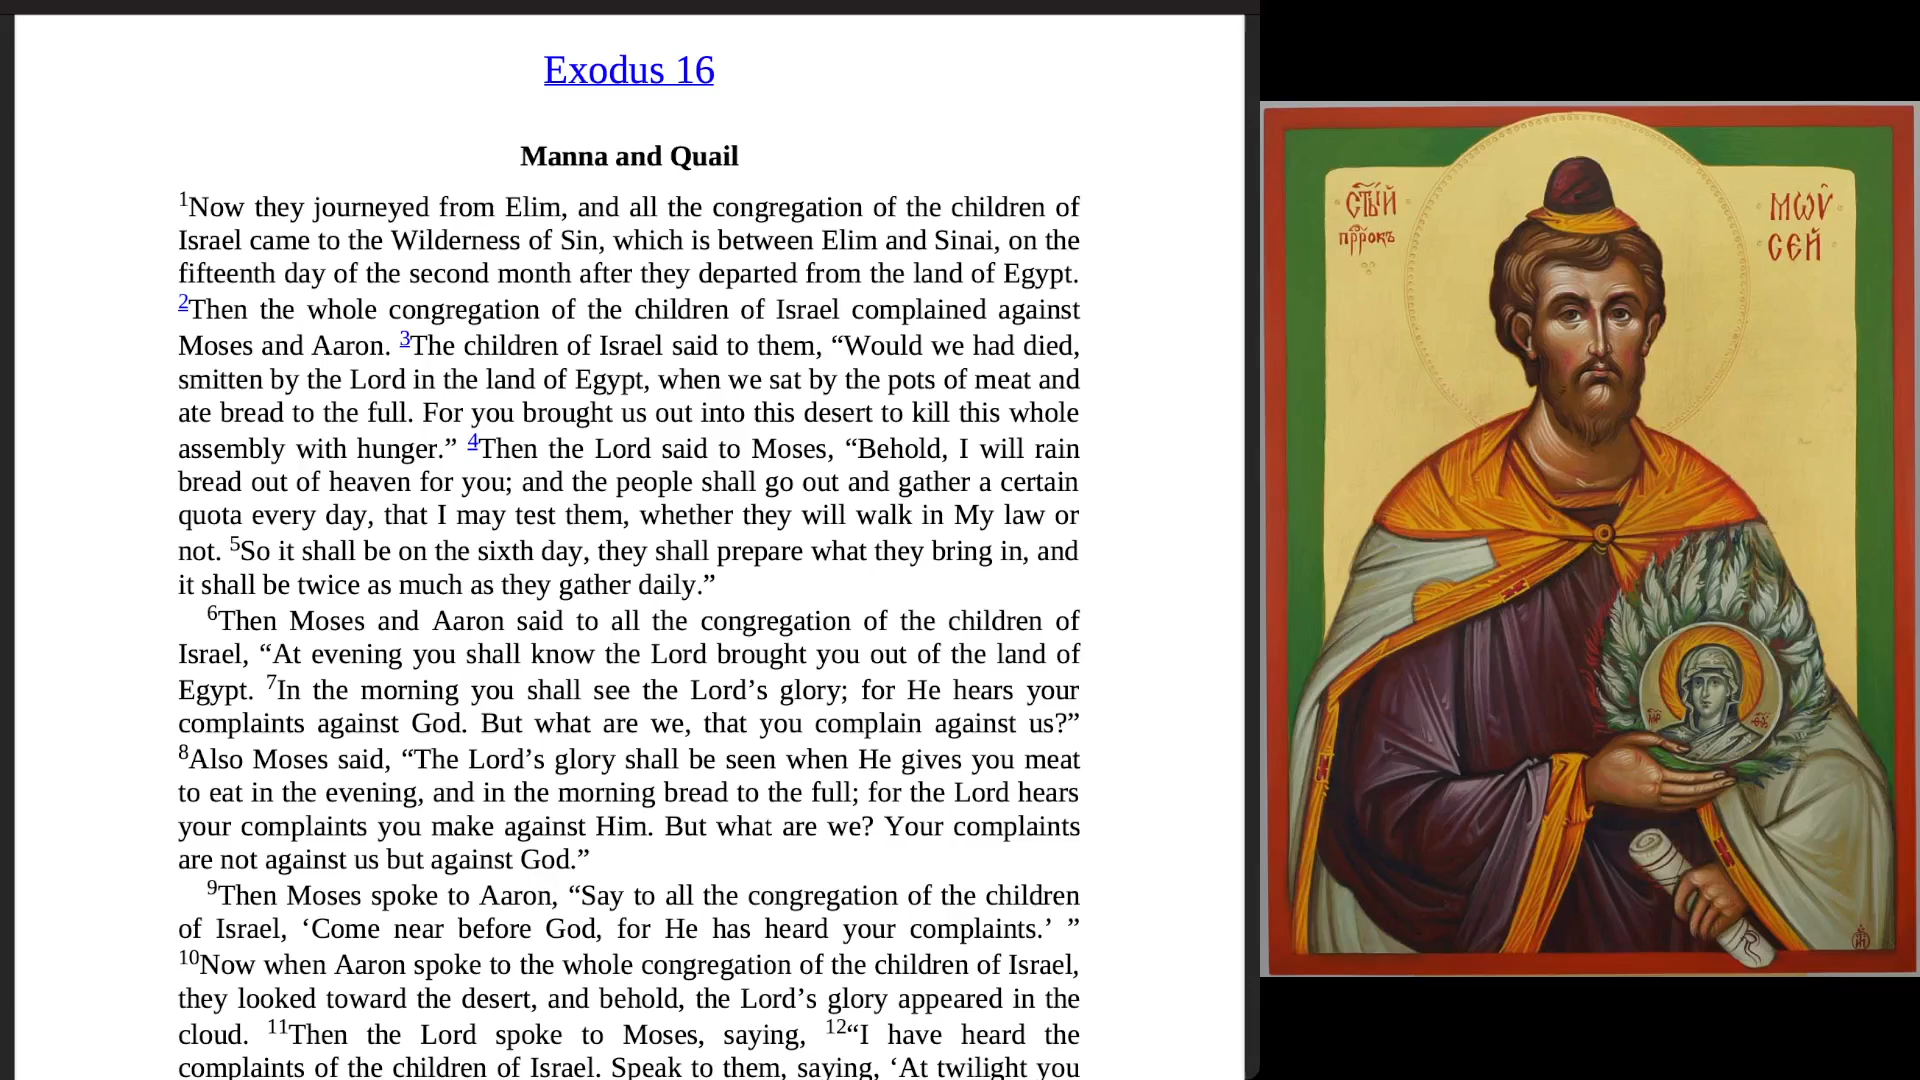 Exodus 16
Manna and Quail
1Now they journeyed from Elim, and all the congregation of the children of
Israel came to the Wilderness of Sin, which is between Elim and Sinai, on the
fifteenth day of the second month after they departed from the land of Egypt.
2Then the whole congregation of the children of Israel complained against
Moses and Aaron. 3The children of Israel said to them, “Would we had died,
smitten by the Lord in the land of Egypt, when we sat by the pots of meat and
ate bread to the full. For you brought us out into this desert to kill this whole
assembly with hunger.” 4Then the Lord said to Moses, “Behold, I will rain
bread out of heaven for you; and the people shall go out and gather a certain
quota every day, that I may test them, whether they will walk in My law or
not. 5So it shall be on the sixth day, they shall prepare what they bring in, and
it shall be twice as much as they gather daily.”
6Then Moses and Aaron said to all the congregation of the children of
Israel, “At evening you shall know the Lord brought you out of the land of
Egypt. 7In the morning you shall see the Lord’s glory; for He hears your
complaints against God. But what are we, that you complain against us?”
8Also Moses said, “The Lord’s glory shall be seen when He gives you meat
to eat in the evening, and in the morning bread to the full; for the Lord hears
your complaints you make against Him. But what are we? Your complaints
are not against us but against God.”
9Then Moses spoke to Aaron, “Say to all the congregation of the children
of Israel, ‘Come near before God, for He has heard your complaints.’ ”
10Now when Aaron spoke to the whole congregation of the children of Israel,
they looked toward the desert, and behold, the Lord’s glory appeared in the
cloud. 11Then the Lord spoke to Moses, saying, 12“I have heard the
complaints of the children of Israel. Speak to them, saying, ‘At twilight you
СТЫЙ
ПРРОКЪ
МѠѶ
СЕЙ